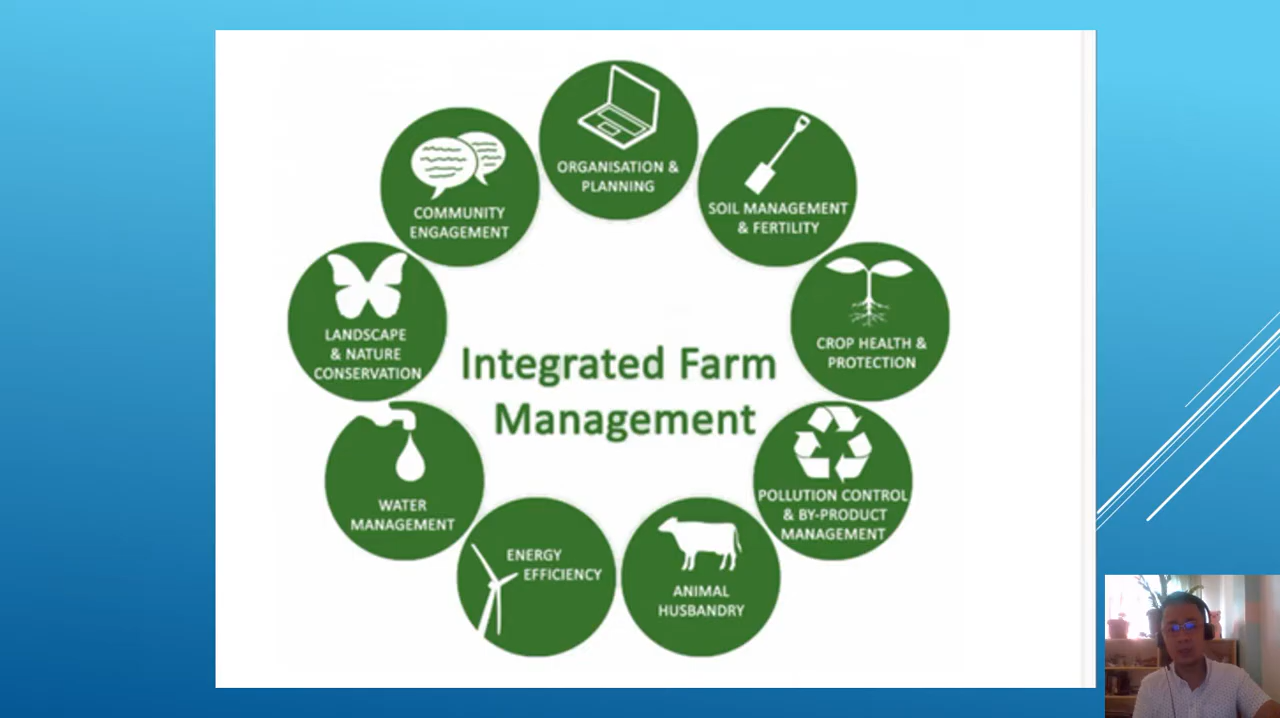 ORGANISATION &
PLANNING
SOIL MANAGEMENT
& FERTILITY
CROP HEALTH &
PROTECTION
POLLUTION CONTROL
& BY-PRODUCT
MANAGEMENT
ANIMAL
HUSBANDRY
ENERGY
EFFICIENCY
WATER
MANAGEMENT
LANDSCAPE
& NATURE
CONSERVATION
COMMUNITY
ENGAGEMENT
Integrated Farm
Management